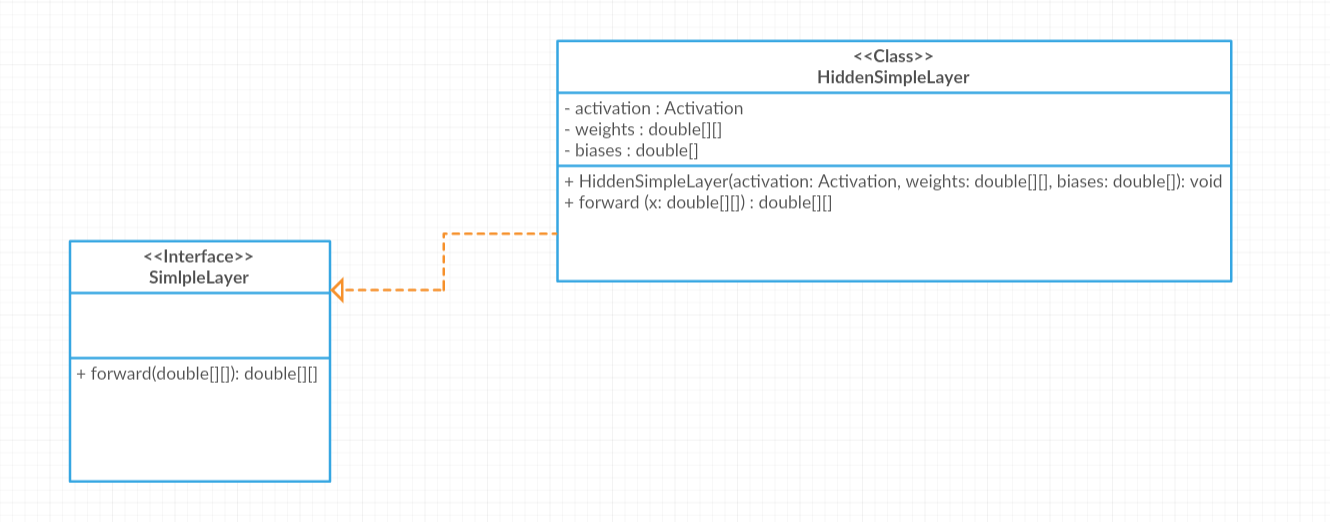 <<Class>>
HiddenSimpleLayer
- activation : Activation
- weights : double[][]
- biases : double[]
+ HiddenSimpleLayer(activation: Activation, weights: double[][], biases: double[]): void
+ forward (x: double[][]) : double[][]
<<Interface>>
SimlpleLayer
+ forward(double[][]): double[][]